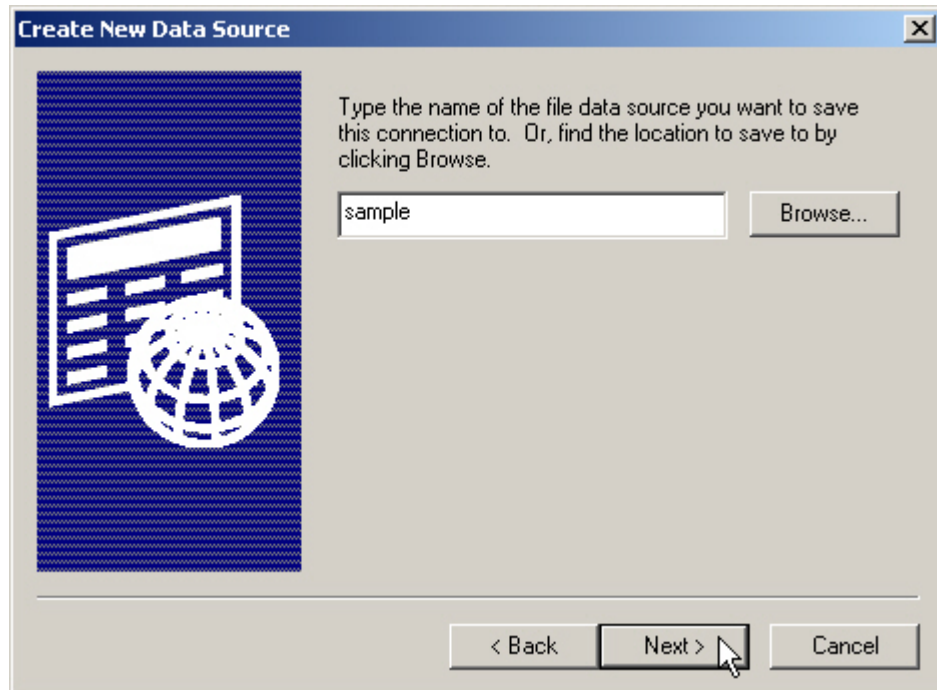 Create New Data Source
Type the name of the file data source you want to save
this connection to.  Or, find the location to save to by
clicking Browse.
sample
Browse...
< Back
Next >
Cancel